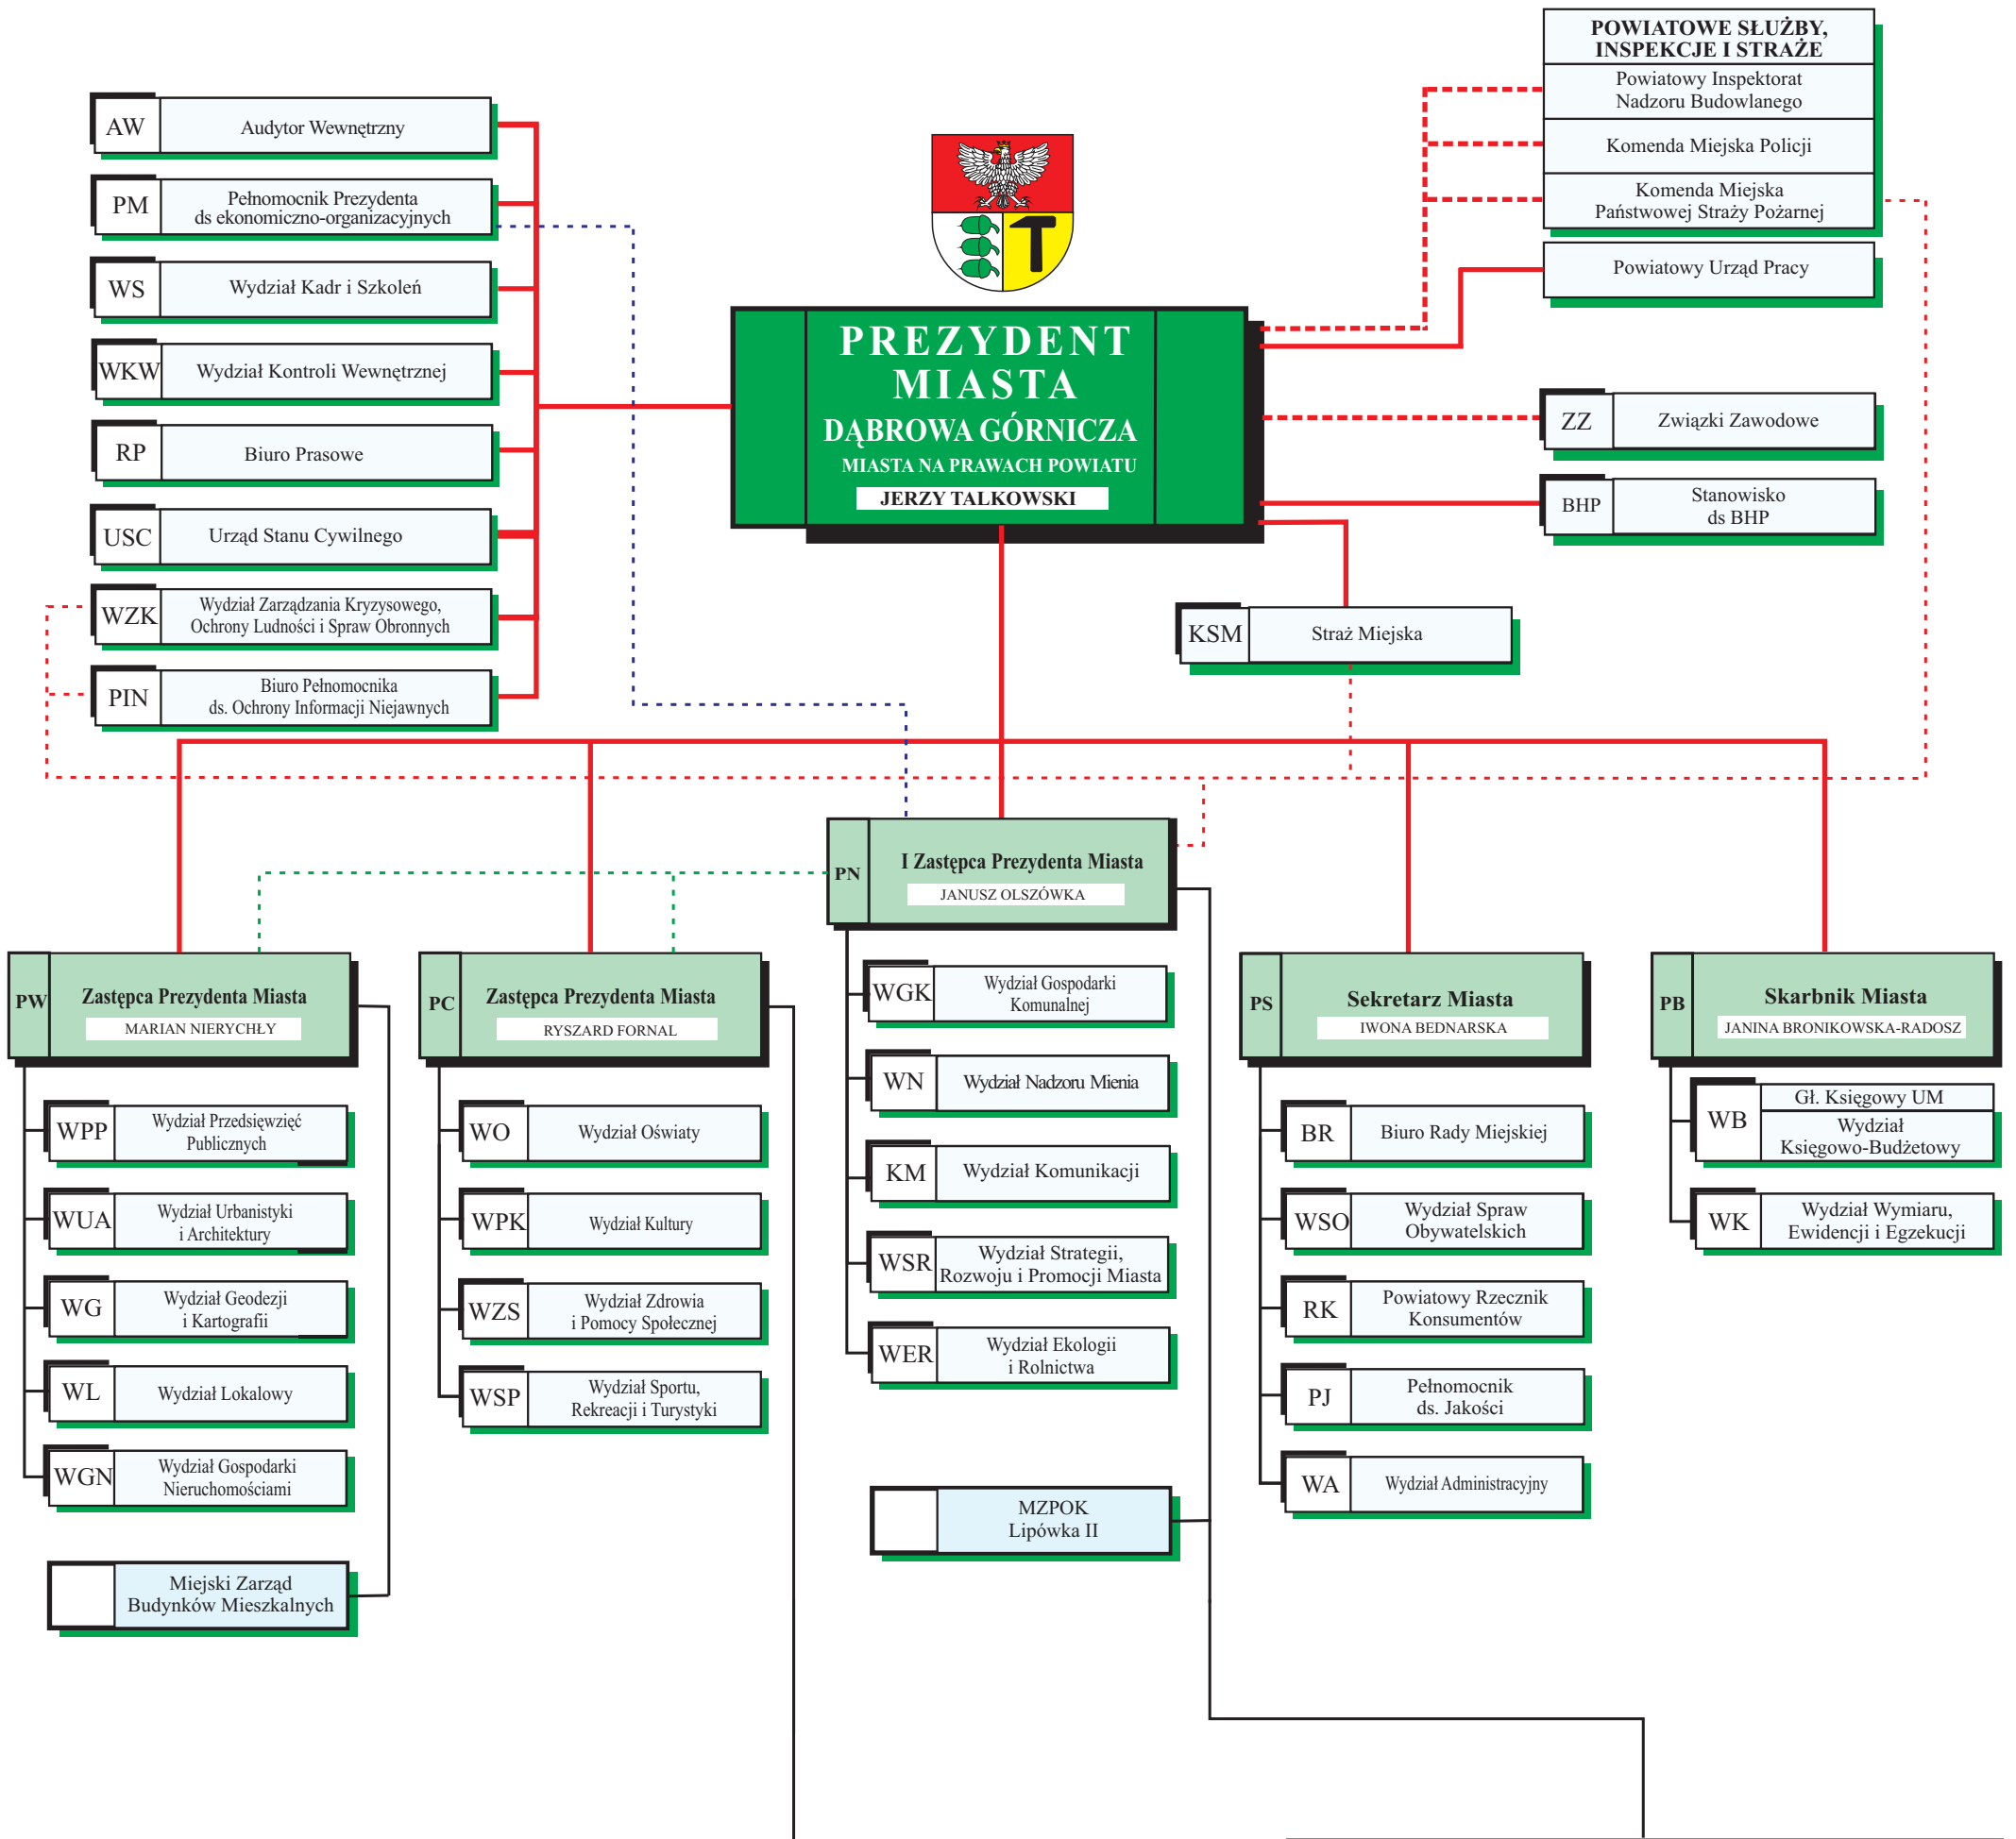 POWIATOWE SŁUŻBY,
INSPEKCJE I STRAŻE
Powiatowy Inspektorat
Nadzoru Budowlanego
Komenda Miejska Policji
Komenda Miejska
Państwowej Straży Pożarnej
Powiatowy Urząd Pracy
AW
Audytor Wewnętrzny
PM
Pełnomocnik Prezydenta
ds ekonomiczno-organizacyjnych
WS
Wydział Kadr i Szkoleń
WKW
Wydział Kontroli Wewnętrznej
RP
Biuro Prasowe
USC
Urząd Stanu Cywilnego
WZK
Wydział Zarządzania Kryzysowego,
Ochrony Ludności i Spraw Obronnych
PIN
Biuro Pełnomocnika
ds. Ochrony Informacji Niejawnych
PREZYDENT
MIASTA
DĄBROWA GÓRNICZA
MIASTA NA PRAWACH POWIATU
JERZY TALKOWSKI
ZZ
Związki Zawodowe
BHP
Stanowisko
ds BHP
KSM
Straż Miejska
PN
I Zastępca Prezydenta Miasta
JANUSZ OLSZÓWKA
PW
Zastępca Prezydenta Miasta
MARIAN NIERYCHŁY
WPP
Wydział Przedsięwzięć
Publicznych
WUA
Wydział Urbanistyki
i Architektury
WG
Wydział Geodezji
i Kartografii
WL
Wydział Lokalowy
WGN
Wydział Gospodarki
Nieruchomościami
Miejski Zarząd
Budynków Mieszkalnych
PC
Zastępca Prezydenta Miasta
RYSZARD FORNAL
WO
Wydział Oświaty
WPK
Wydział Kultury
WZS
Wydział Zdrowia
i Pomocy Społecznej
WSP
Wydział Sportu,
Rekreacji i Turystyki
WGK
Wydział Gospodarki
Komunalnej
WN
Wydział Nadzoru Mienia
KM
Wydział Komunikacji
WSR
Wydział Strategii,
Rozwoju i Promocji Miasta
WER
Wydział Ekologii
i Rolnictwa
MZPOK
Lipówka II
PS
Sekretarz Miasta
IWONA BEDNARSKA
BR
Biuro Rady Miejskiej
WSO
Wydział Spraw
Obywatelskich
RK
Powiatowy Rzecznik
Konsumentów
PJ
Pełnomocnik
ds. Jakości
WA
Wydział Administracyjny
PB
Skarbnik Miasta
JANINA BRONIKOWSKA-RADOSZ
WB
Gł. Księgowy UM
Wydział
Księgowo-Budżetowy
WK
Wydział Wymiaru,
Ewidencji i Egzekucji